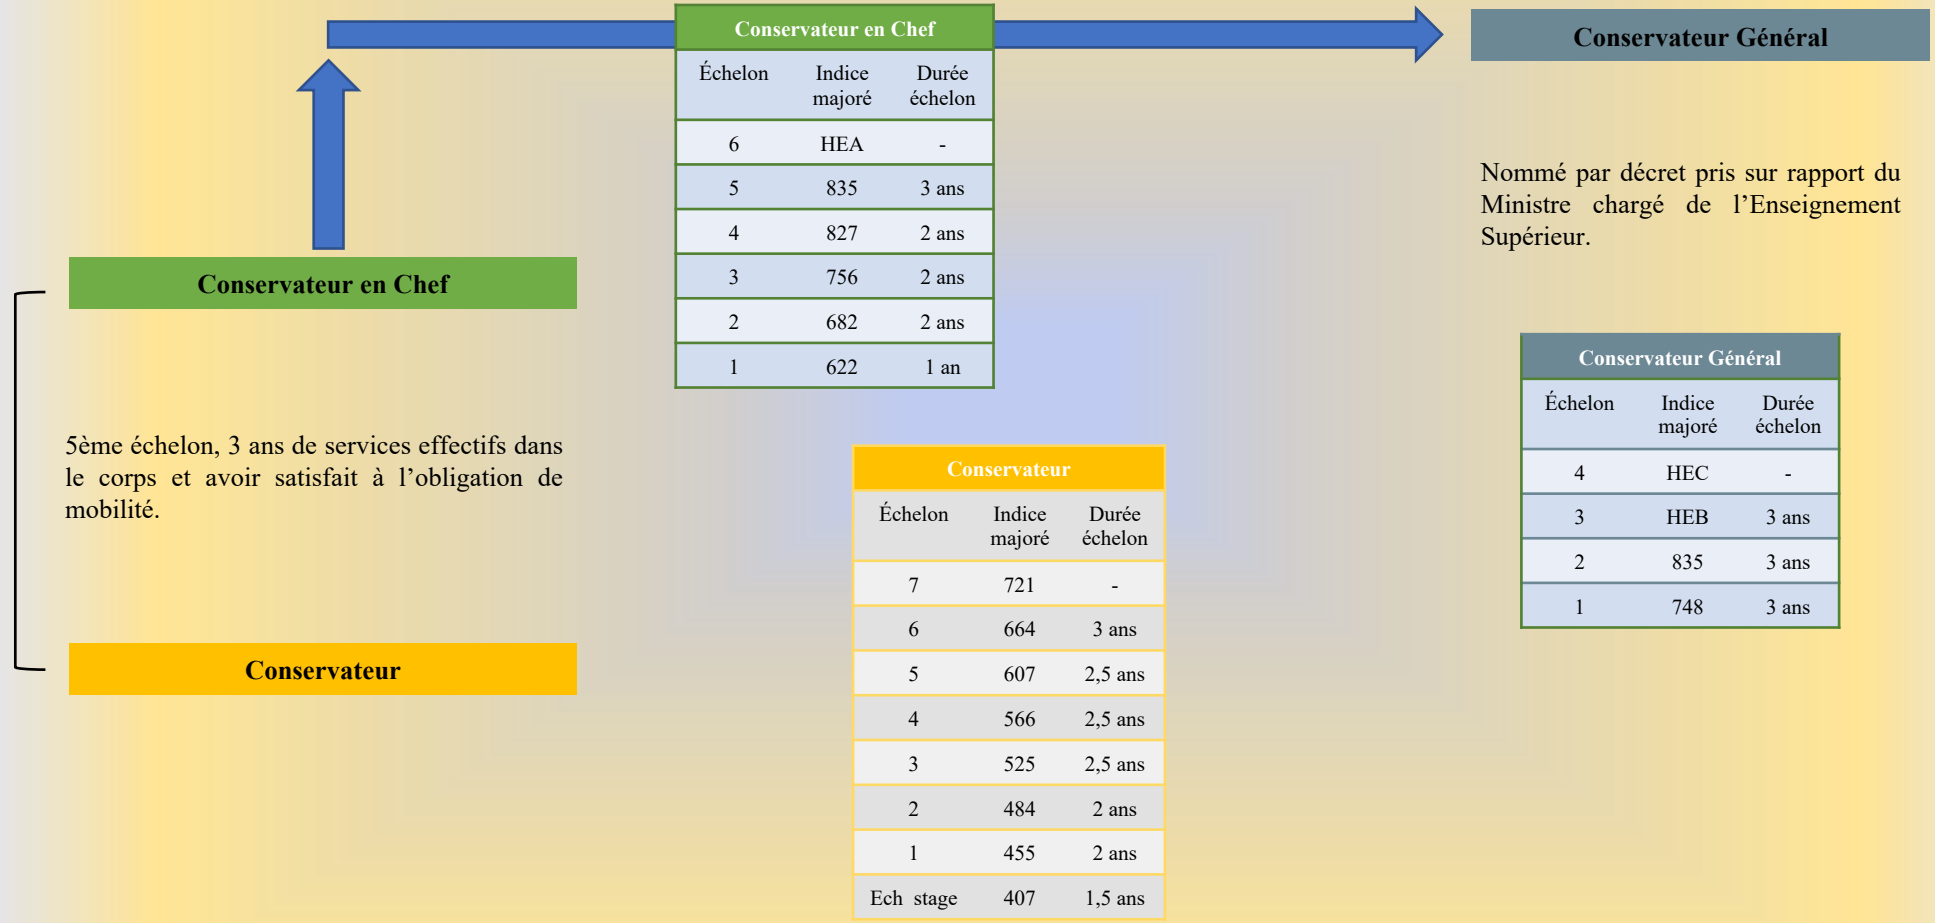 Conservateur en Chef
Échelon Indice majoré Durée échelon
6 HEA -
5 835 3 ans
4 827 2 ans
3 756 2 ans
2 682 2 ans
1 622 1 an
Conservateur Général
Nommé par décret pris sur rapport du
Ministre chargé de l’Enseignement
Supérieur.
Conservateur en Chef
5ème échelon, 3 ans de services effectifs dans
le corps et avoir satisfait à l’obligation de
mobilité.
Conservateur
Conservateur
Échelon Indice majoré Durée échelon
7 721 -
6 664 3 ans
5 607 2,5 ans
4 566 2,5 ans
3 525 2,5 ans
2 484 2 ans
1 455 2 ans
Ech stage 407 1,5 ans
Conservateur Général
Échelon Indice majoré Durée échelon
4 HEC -
3 HEB 3 ans
2 835 3 ans
1 748 3 ans